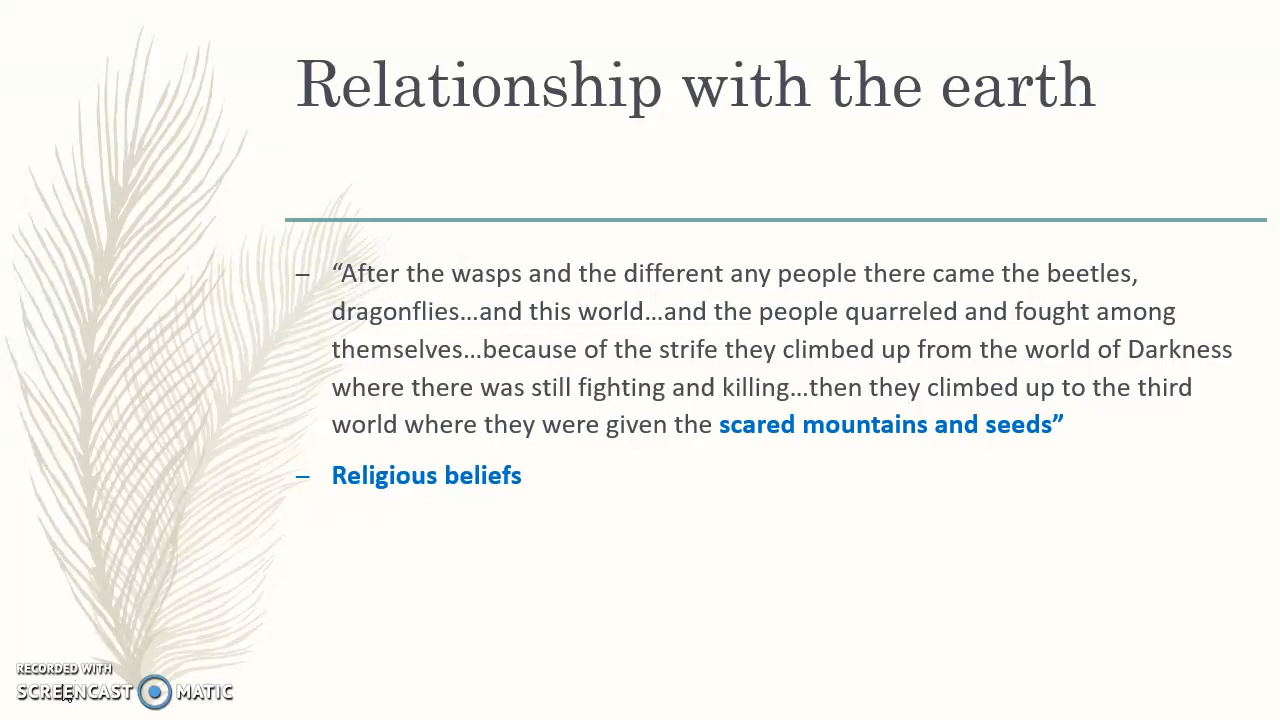 Relationship with the earth
– “After the wasps and the different any people there came the beetles,
dragonflies…and this world…and the people quarreled and fought among
themselves…because of the strife they climbed up from the world of Darkness
where there was still fighting and killing…then they climbed up to the third
world where they were given the scared mountains and seeds”
– Religious beliefs
RECORDED WITH
SCREENCAST MATIC